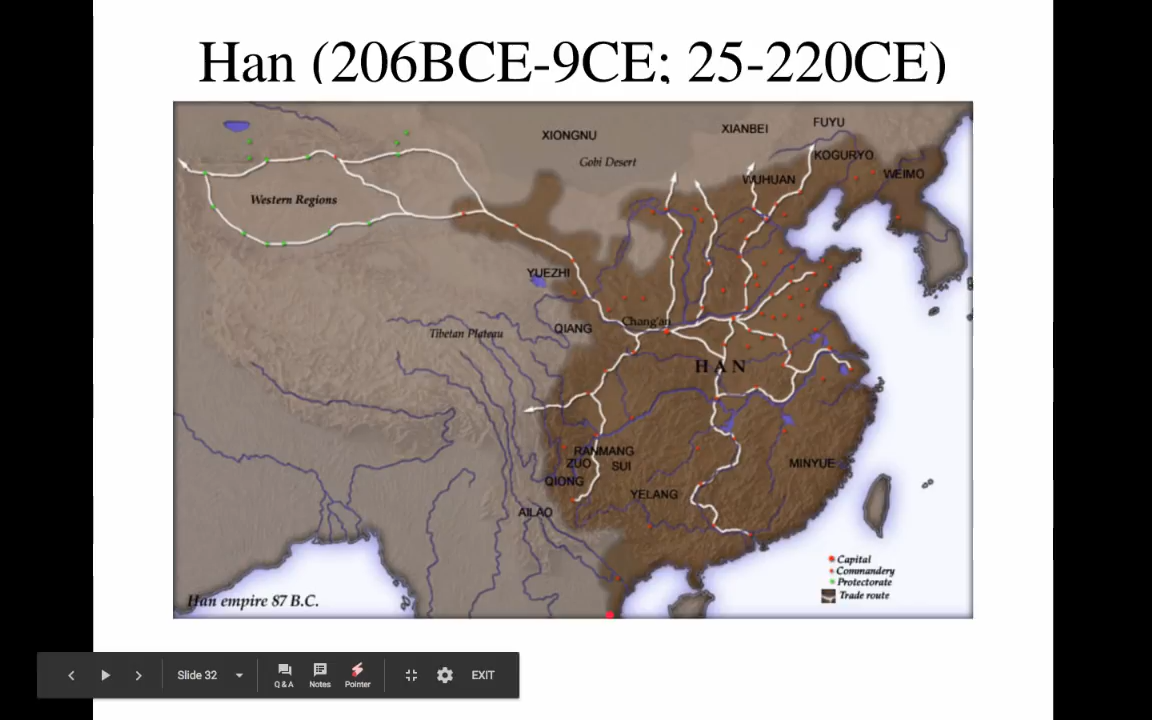 Han (206BCE-9CE; 25-220CE)
XIONGNU
XIANBEI
FUYU
Gobi Desert
KOGURYO
WUHUAN
WEIMO
Western Regions
YUEZHI
QIANG
Chang'an
Tibetan Plateau
HAN
RANMANG
ZUO
SUI
MINYUE
QIONG
YELANG
AILAO
Capital
Commandery
Protectorate
Trade route
Han empire 87 B.C.
Slide 32
Q & A
Notes
Pointer
EXIT